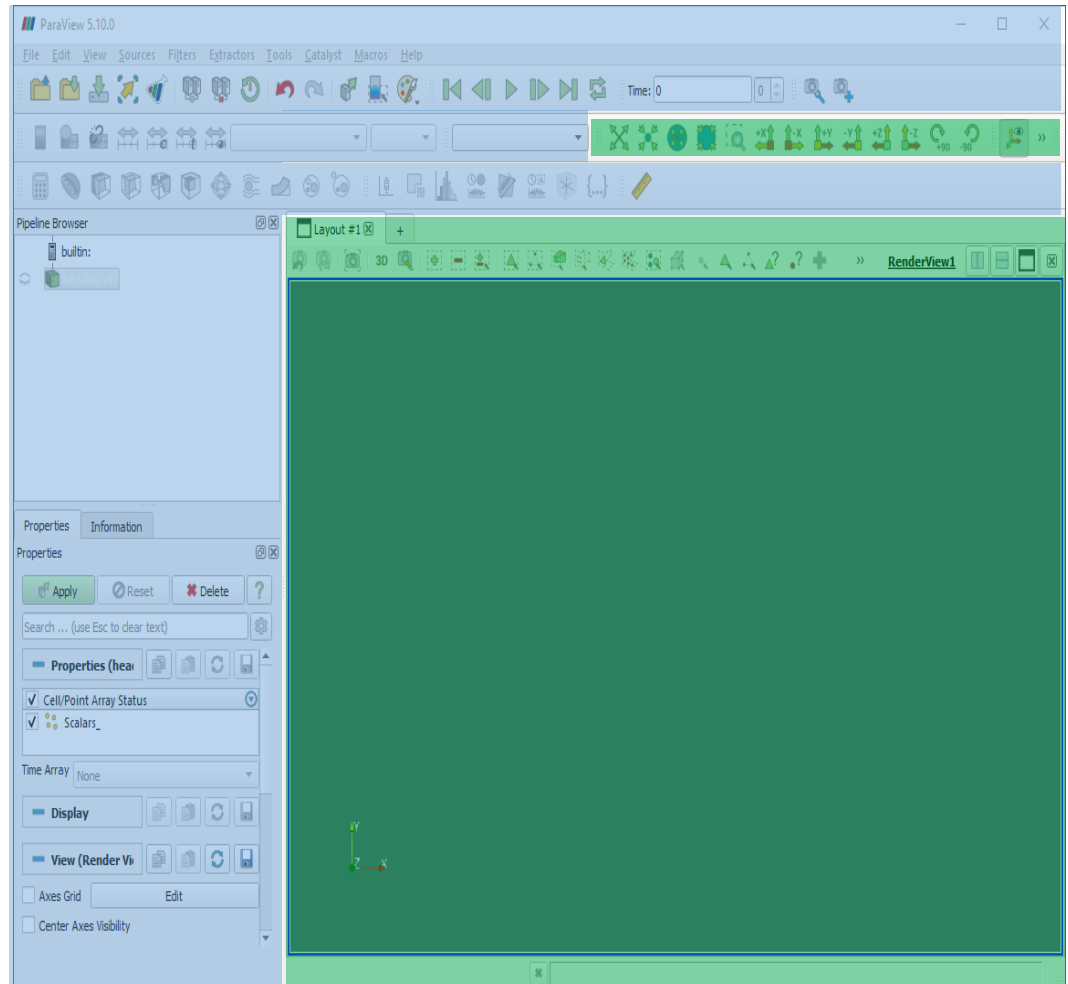 ParaView 5.10.0
File Edit View Sources Filters Extractors Tools Catalyst Macros Help
Time: 0 0
+X -X +Y -Y +Z -Z +90 -90 »
{...}
Pipeline Browser
Layout #1 +
builtin:
3D ? ? » RenderView1
Properties Information
Properties
Apply Reset Delete ?
Search ... (use Esc to clear text)
Properties (hea
Cell/Point Array Status
Scalars_
Time Array None
Display
Y
Z X
View (Render Vi
Axes Grid Edit
Center Axes Visibility